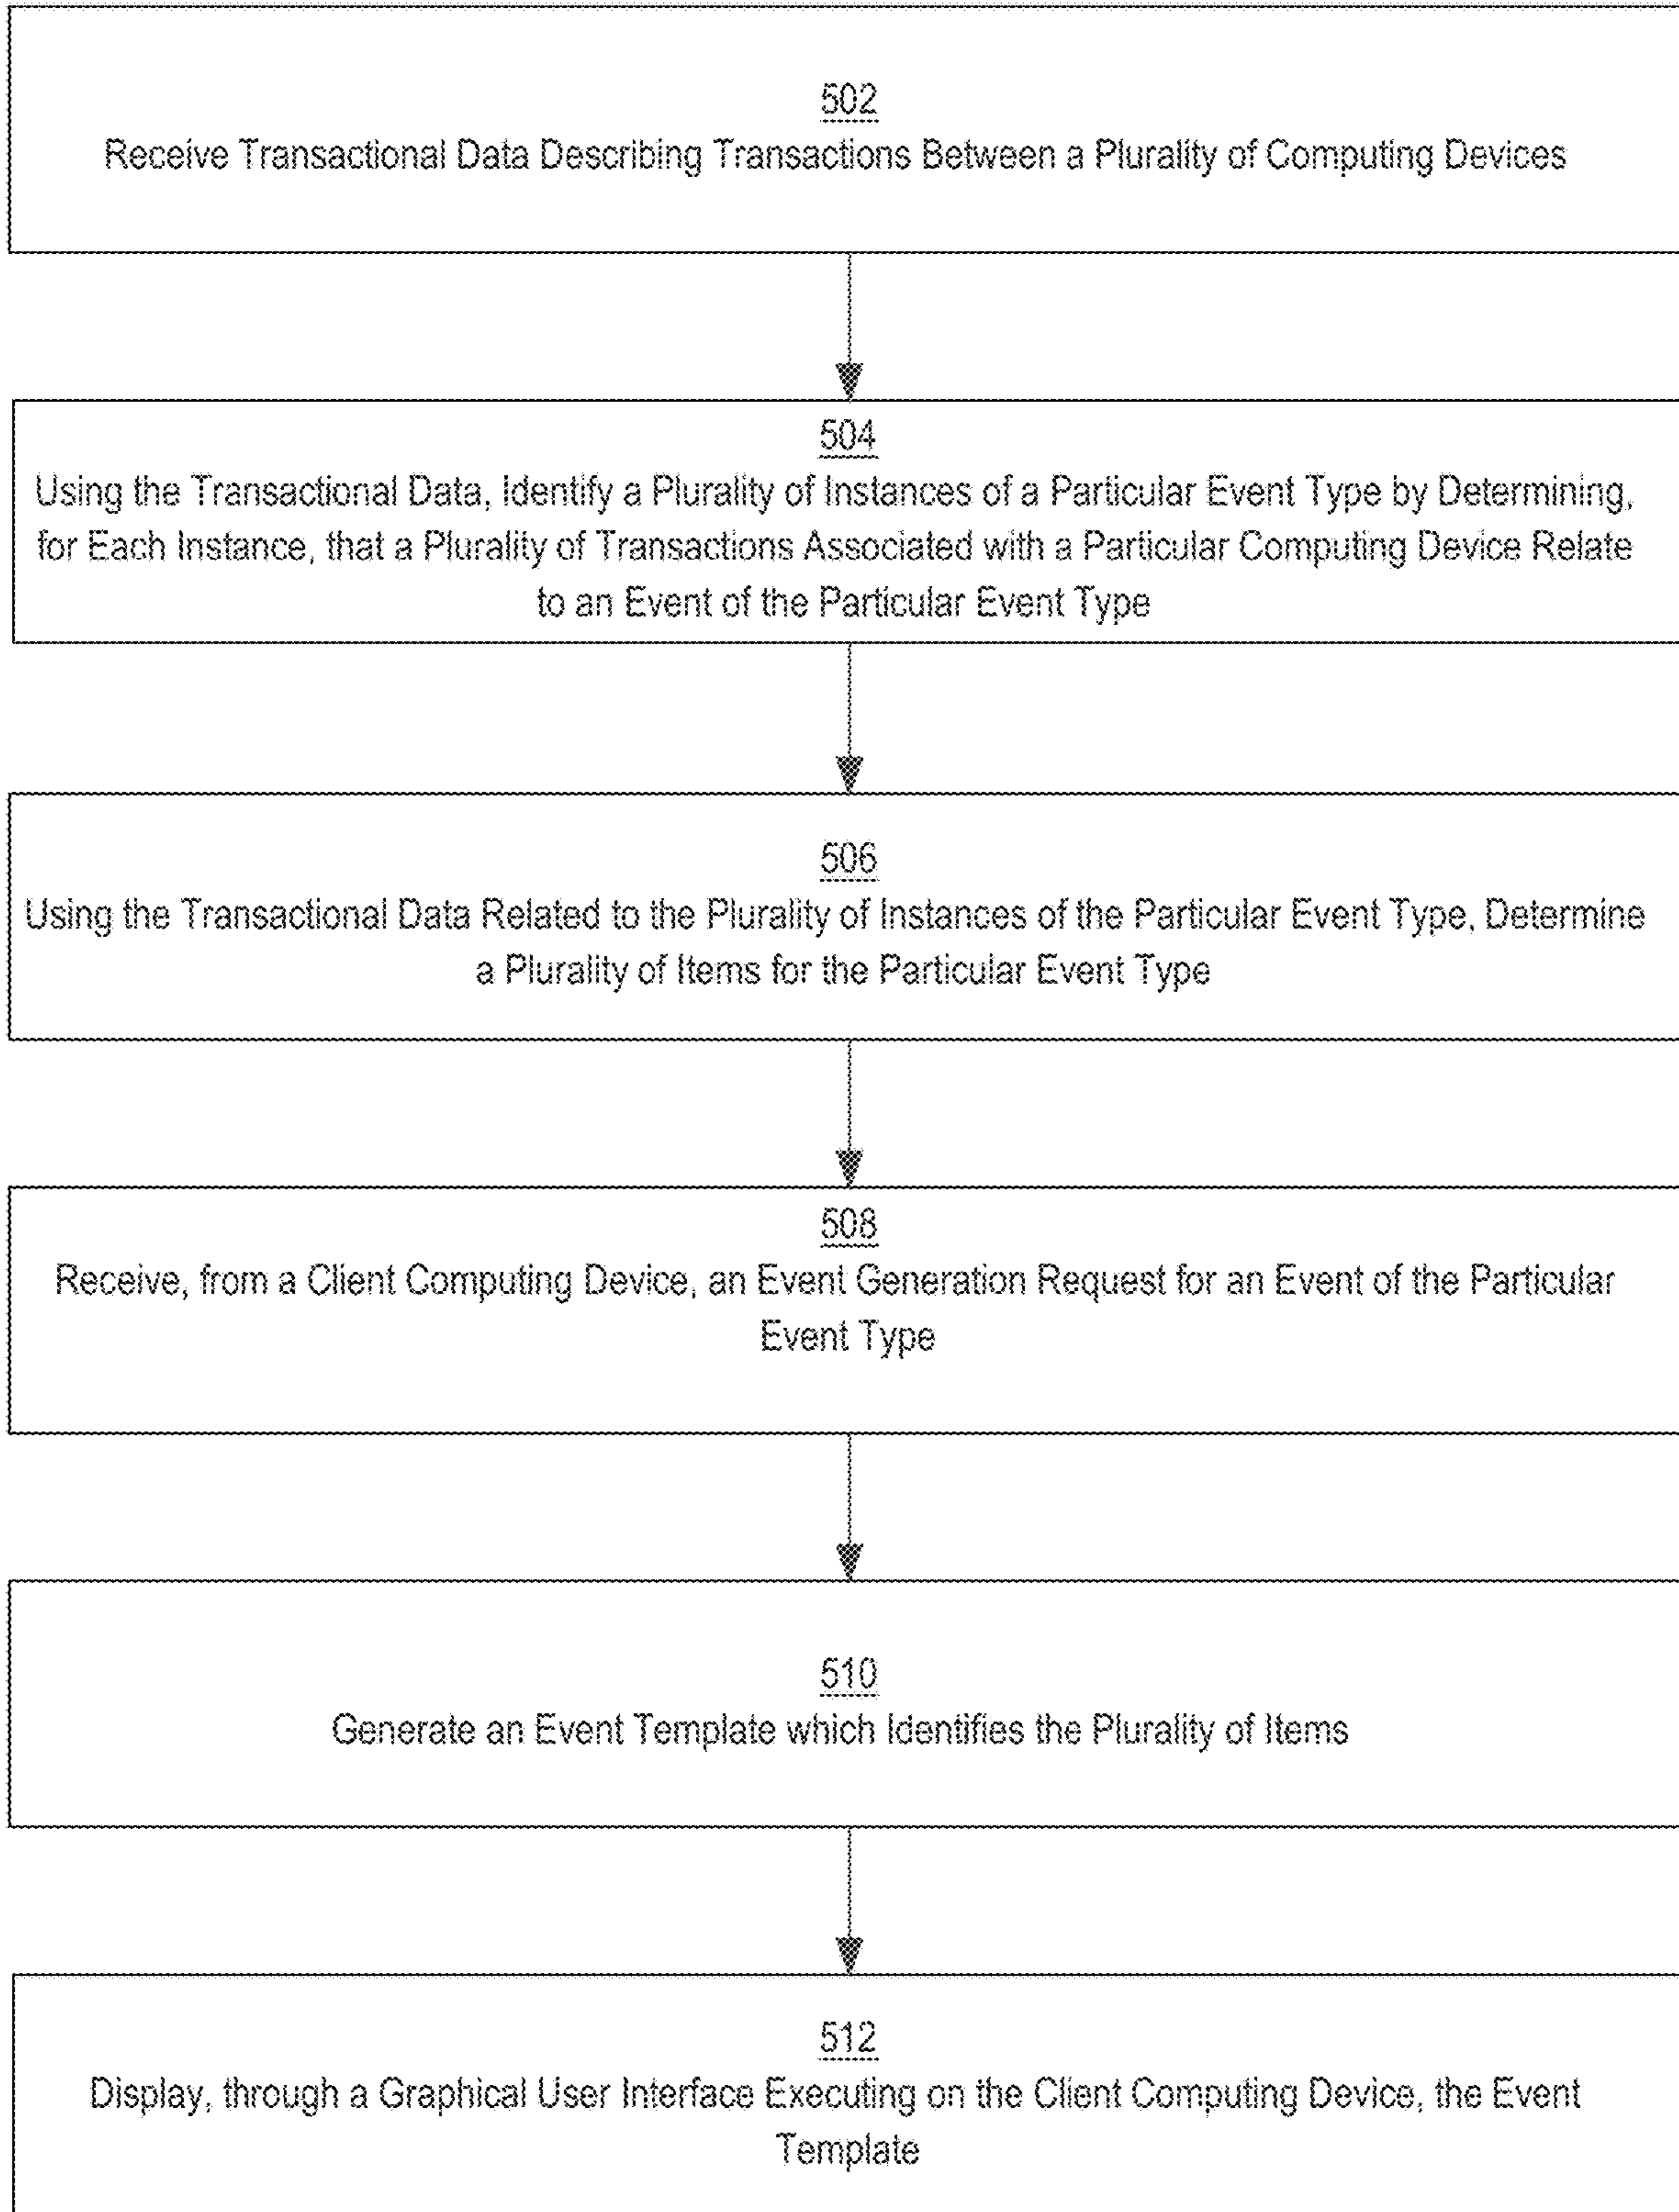 502
Receive Transactional Data Describing Transactions Between a Plurality of Computing Devices
504
Using the Transactional Data, Identify a Plurality of Instances of a Particular Event Type by Determining,
for Each Instance, that a Plurality of Transactions Associated with a Particular Computing Device Relate
to an Event of the Particular Event Type
506
Using the Transactional Data Related to the Plurality of Instances of the Particular Event Type, Determine
a Plurality of Items for the Particular Event Type
508
Receive, from a Client Computing Device, an Event Generation Request for an Event of the Particular
Event Type
510
Generate an Event Template which Identifies the Plurality of Items
512
Display, through a Graphical User Interface Executing on the Client Computing Device, the Event
Template